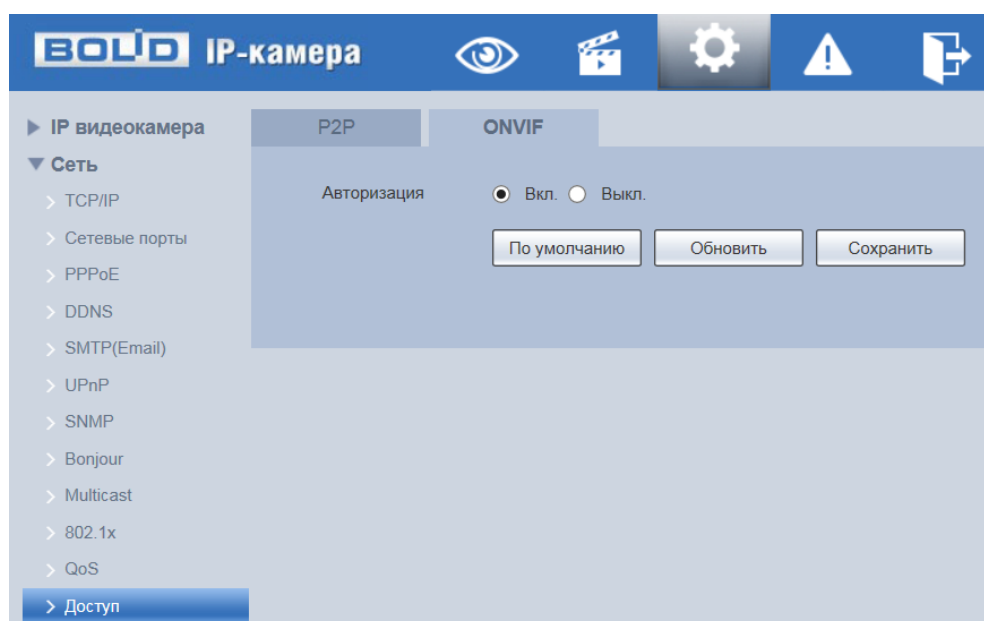 BOLID IP-камера
IP видеокамера
Сеть
TCP/IP
Сетевые порты
PPPoE
DDNS
SMTP(Email)
UPnP
SNMP
Bonjour
Multicast
802.1x
QoS
Доступ
P2P ONVIF
Авторизация Вкл. Выкл.
По умолчанию Обновить Сохранить